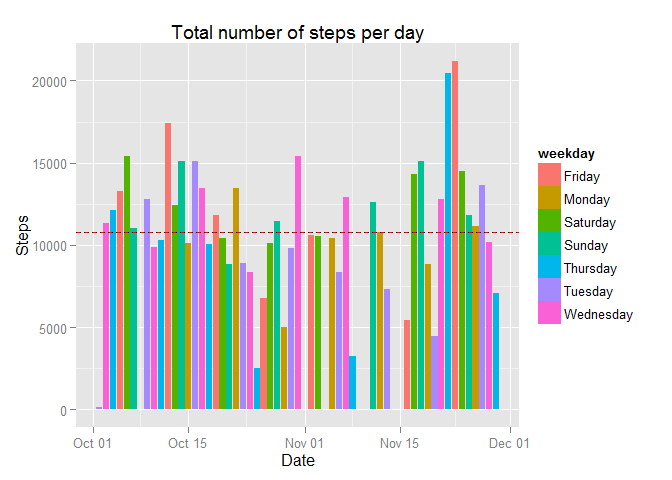 Total number of steps per day
Steps
20000
15000
10000
5000
0
Oct 01 Oct 15 Nov 01 Nov 15 Dec 01
Date
weekday
Friday
Monday
Saturday
Sunday
Thursday
Tuesday
Wednesday